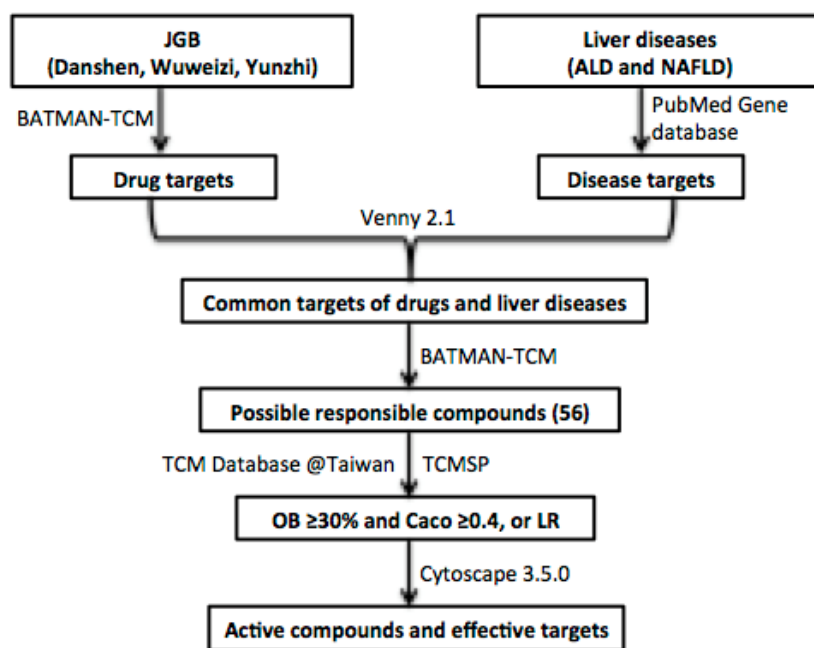 JGB
(Danshen, Wuweizi, Yunzhi)
Liver diseases
(ALD and NAFLD)
BATMAN-TCM
PubMed Gene
database
Drug targets
Disease targets
Venny 2.1
Common targets of drugs and liver diseases
BATMAN-TCM
Possible responsible compounds (56)
TCM Database @Taiwan
TCMSP
OB ≥30% and Caco ≥0.4, or LR
Cytoscape 3.5.0
Active compounds and effective targets